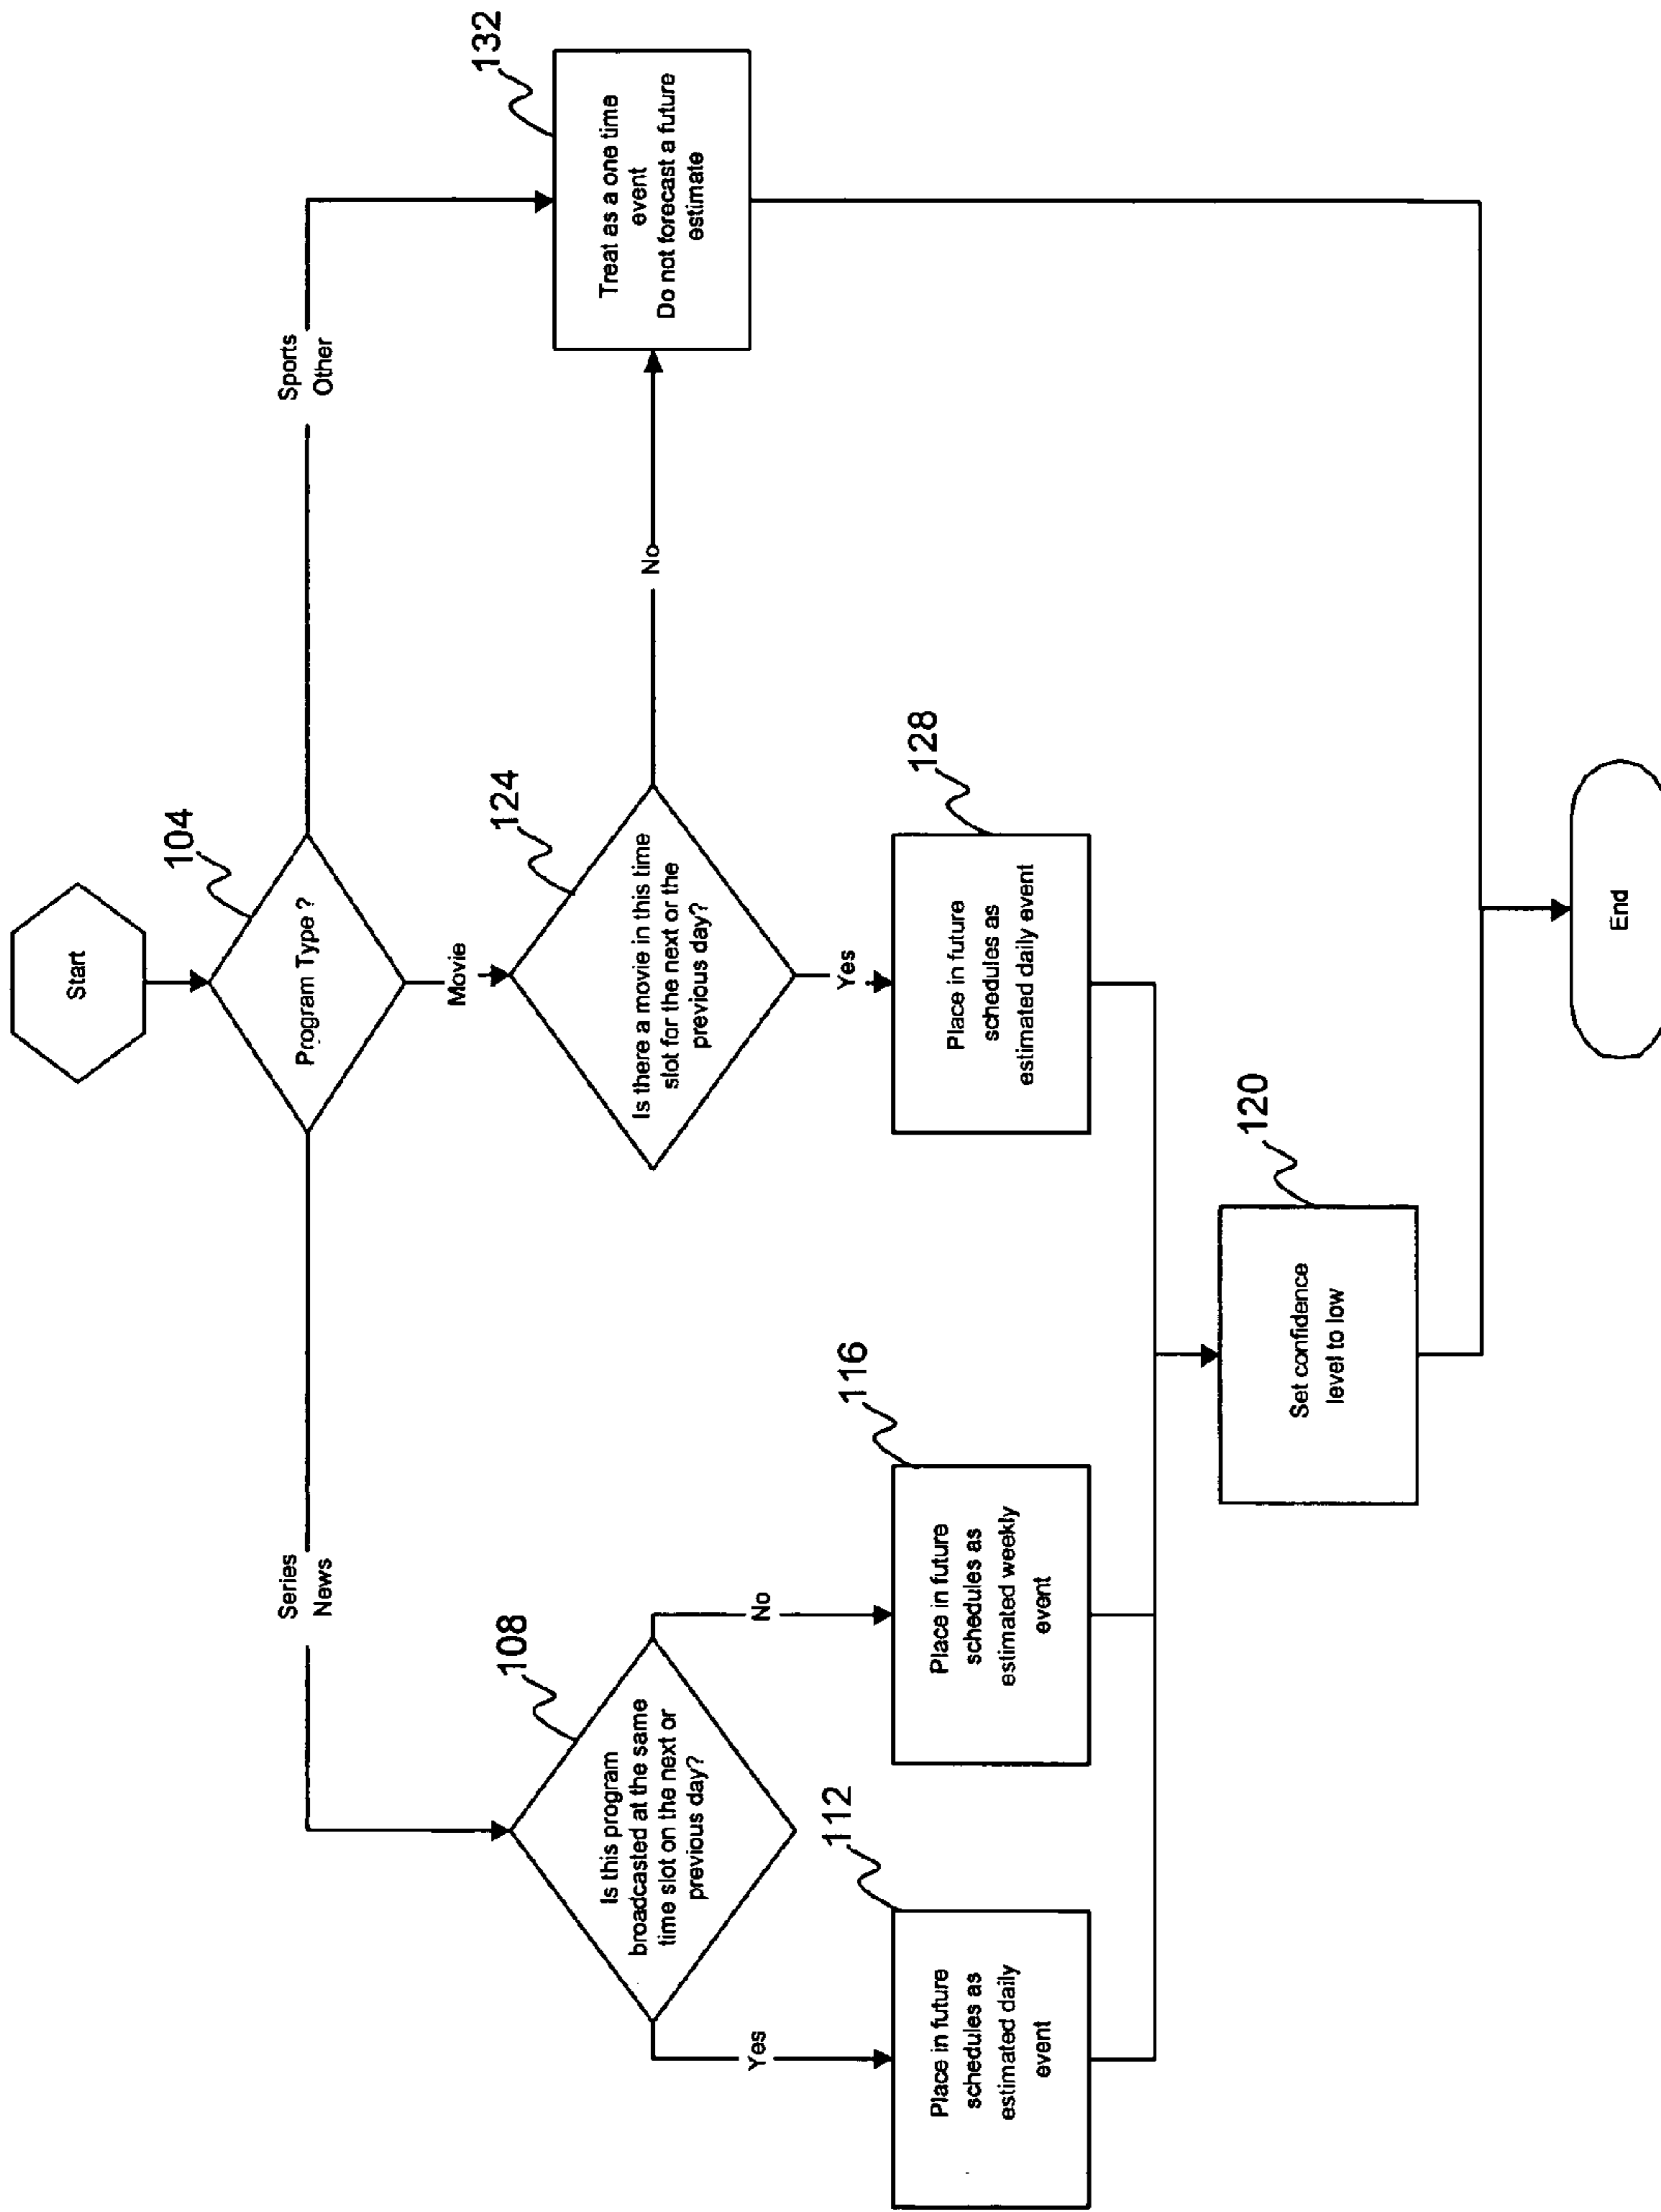 Start
104
Program Type ?
Series
News
Sports
Other
Movie
108
Is this program
broadcasted at the same
time slot on the next or
previous day?
124
Is there a movie in this time
slot for the next or the
previous day?
132
Treat as a one time
event
Do not forecast a future
estimate
Yes
No
Yes
No
112
Place in future
schedules as
estimated daily
event
116
Place in future
schedules as
estimated weekly
event
128
Place in future
schedules as
estimated daily event
120
Set confidence
level to low
End